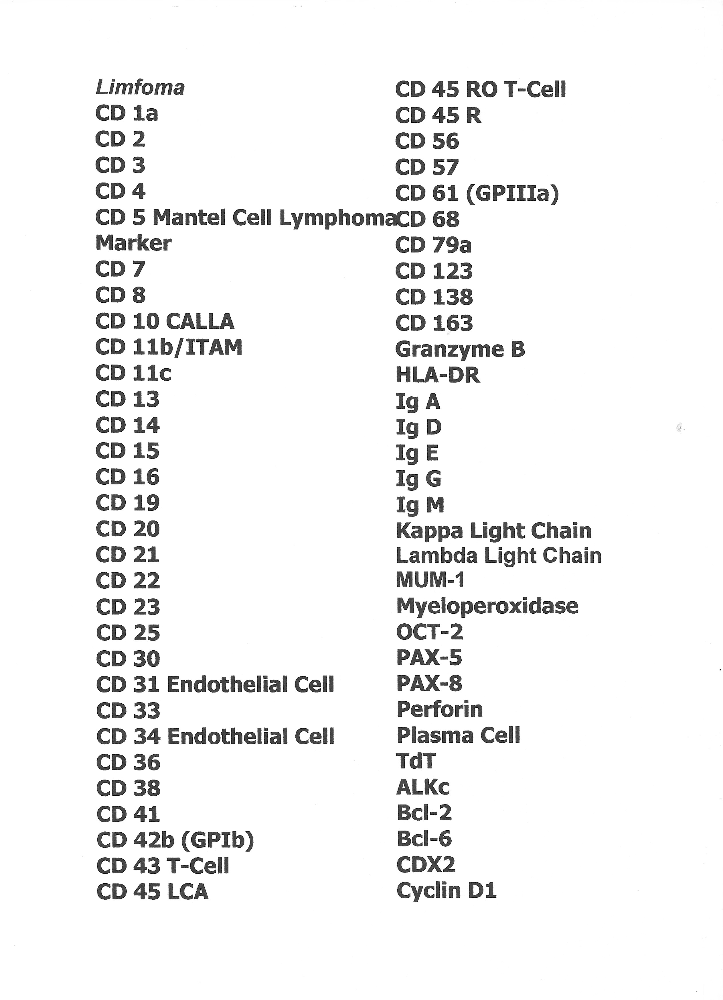 Limfoma
CD 1a
CD 2
CD 3
CD 4
CD 5 Mantel Cell Lymphoma
Marker
CD 7
CD 8
CD 10 CALLA
CD 11b/ITAM
CD 11c
CD 13
CD 14
CD 15
CD 16
CD 19
CD 20
CD 21
CD 22
CD 23
CD 25
CD 30
CD 31 Endothelial Cell
CD 33
CD 34 Endothelial Cell
CD 36
CD 38
CD 41
CD 42b (GPIb)
CD 43 T-Cell
CD 45 LCA
CD 45 RO T-Cell
CD 45 R
CD 56
CD 57
CD 61 (GPIIIa)
CD 68
CD 79a
CD 123
CD 138
CD 163
Granzyme B
HLA-DR
Ig A
Ig D
Ig E
Ig G
Ig M
Kappa Light Chain
Lambda Light Chain
MUM-1
Myeloperoxidase
OCT-2
PAX-5
PAX-8
Perforin
Plasma Cell
TdT
ALKc
Bcl-2
Bcl-6
CDX2
Cyclin D1